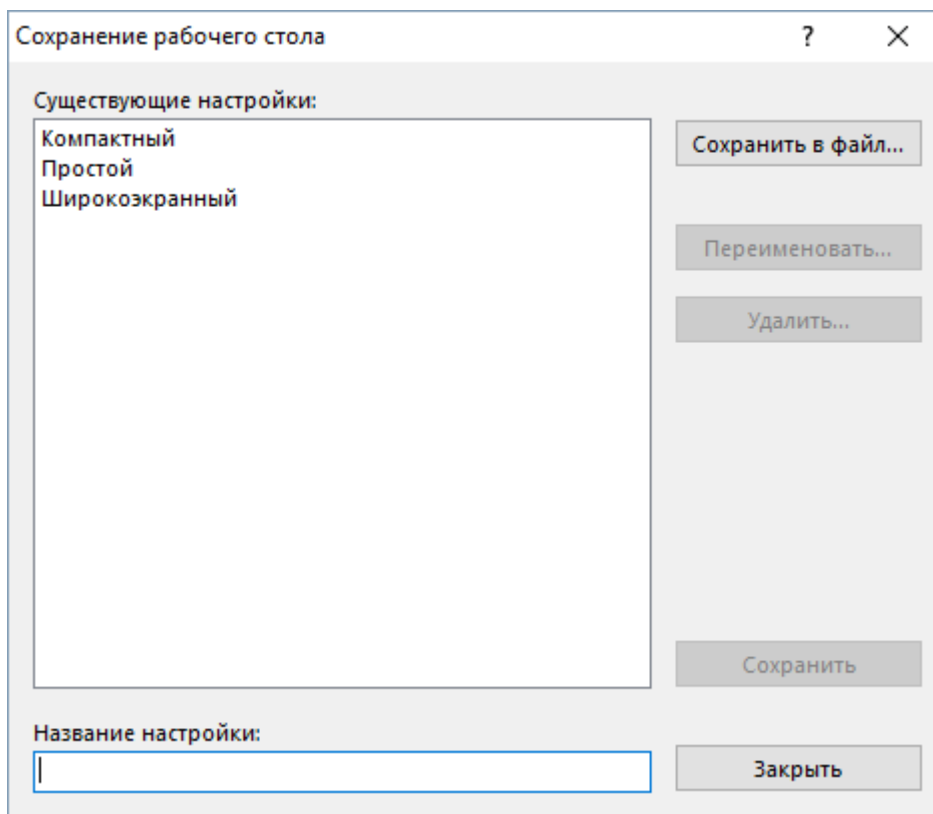 Сохранение рабочего стола
?
Существующие настройки:
Компактный
Простой
Широкоэкранный
Сохранить в файл...
Переименовать...
Удалить...
Сохранить
Название настройки:
Закрыть